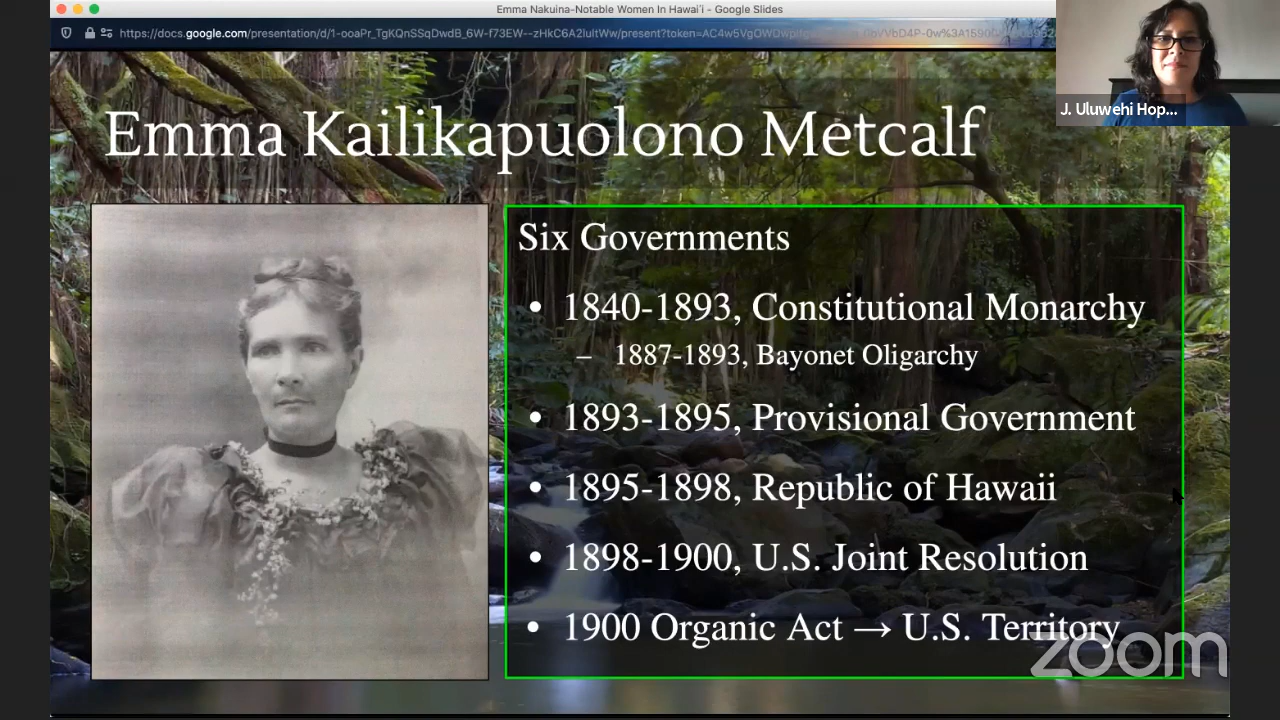 Emma Nakuina-Notable Women In Hawaiʻi - Google Slides
J. Uluwehi Hop...
Emma Kailikapuolono Metcalf
Six Governments
• 1840-1893, Constitutional Monarchy
– 1887-1893, Bayonet Oligarchy
• 1893-1895, Provisional Government
• 1895-1898, Republic of Hawaii
• 1898-1900, U.S. Joint Resolution
• 1900 Organic Act → U.S. Territory
zoom